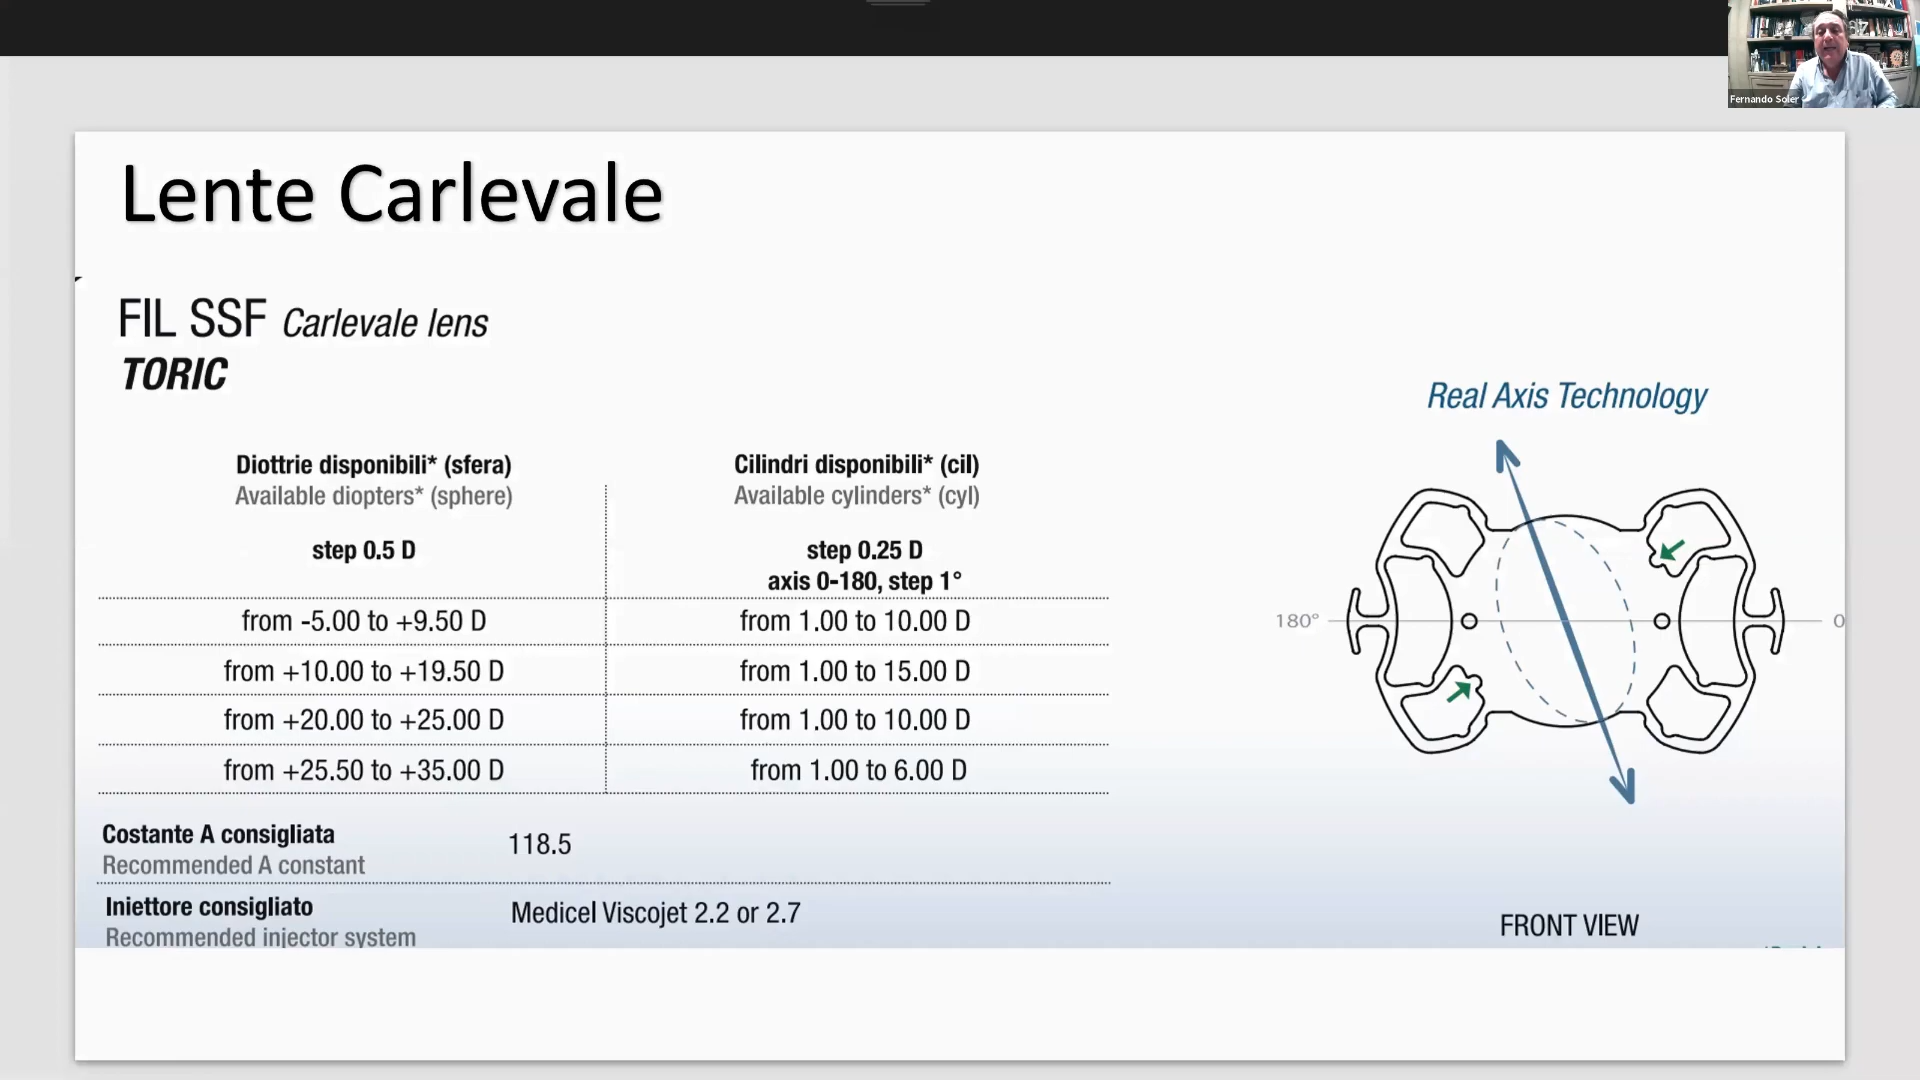 Fernando Soler
Lente Carlevale
FIL SSF Carlevale lens
TORIC
Real Axis Technology
Diottrie disponibili* (sfera)
Available diopters* (sphere)
Cilindri disponibili* (cil)
Available cylinders* (cyl)
step 0.5 D
step 0.25 D
axis 0-180, step 1°
from -5.00 to +9.50 D
from 1.00 to 10.00 D
from +10.00 to +19.50 D
from 1.00 to 15.00 D
from +20.00 to +25.00 D
from 1.00 to 10.00 D
from +25.50 to +35.00 D
from 1.00 to 6.00 D
180°
0
Costante A consigliata
Recommended A constant
118.5
Iniettore consigliato
Recommended injector system
Medicel Viscojet 2.2 or 2.7
FRONT VIEW